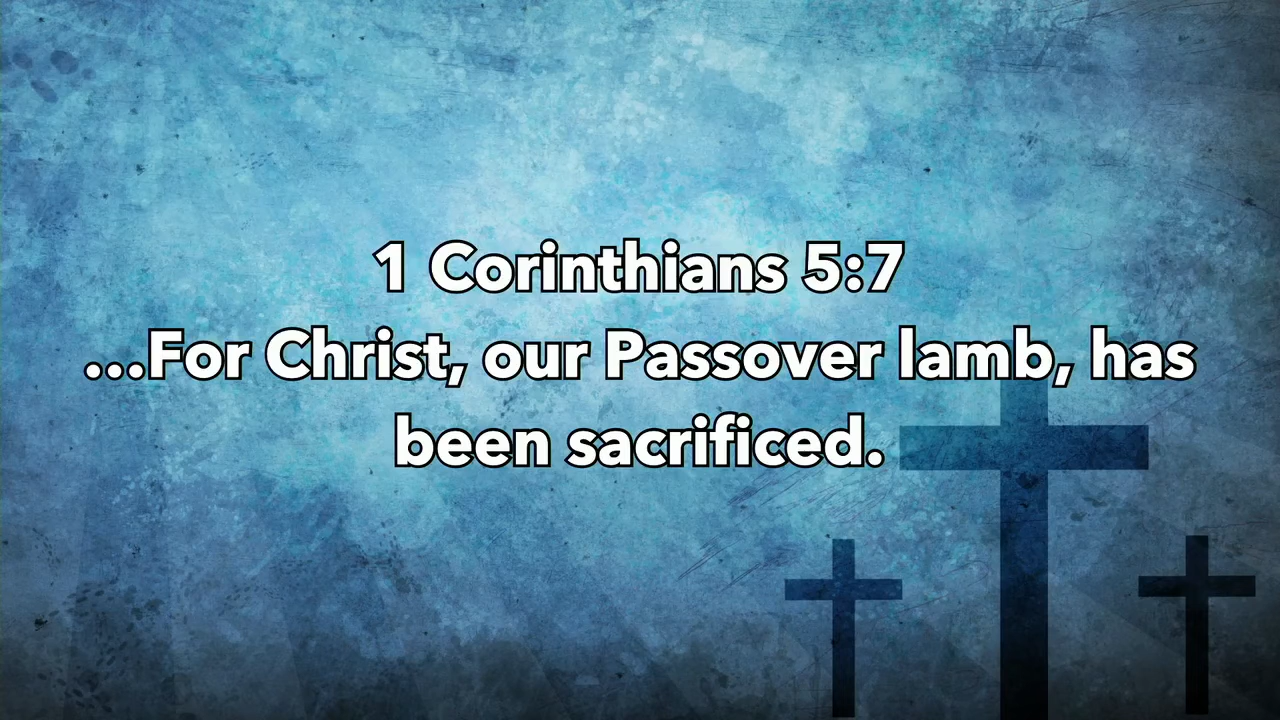 1 Corinthians 5:7
...For Christ, our Passover lamb, has
been sacrificed.